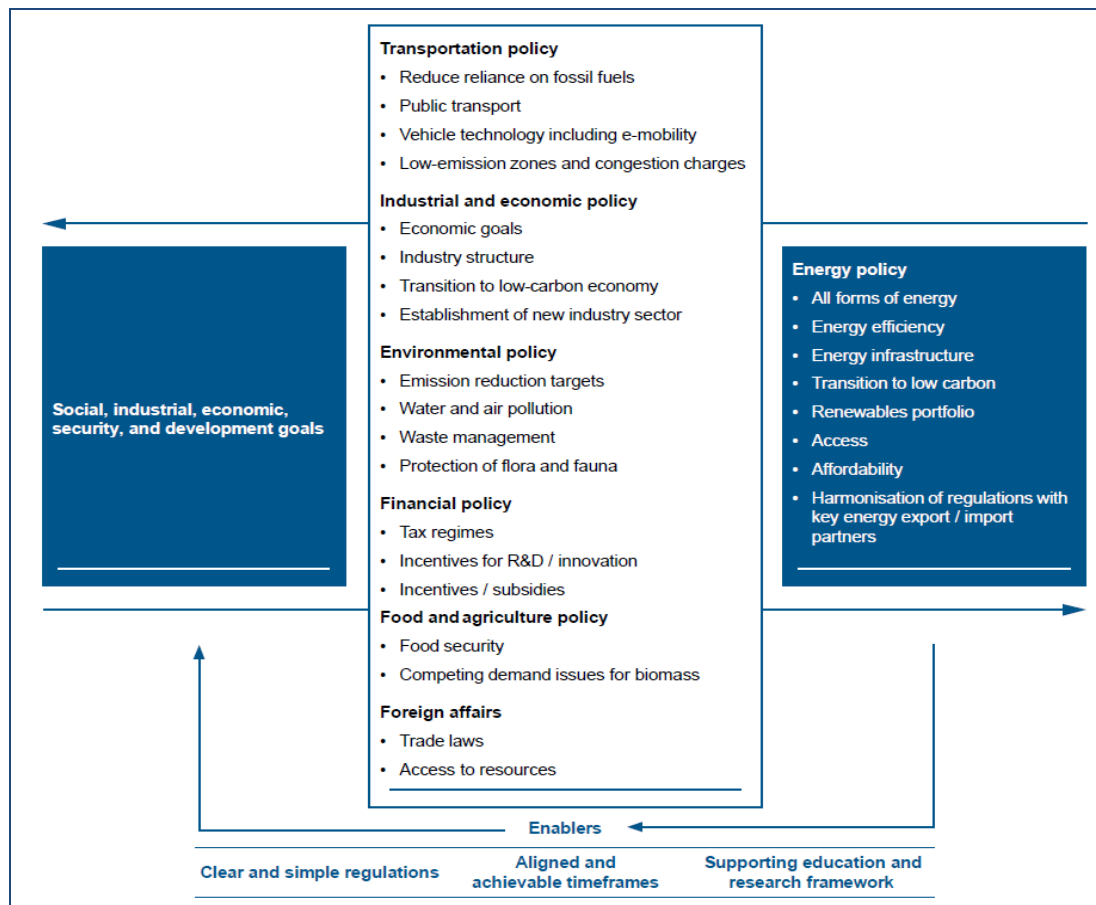 Transportation policy
• Reduce reliance on fossil fuels
• Public transport
• Vehicle technology including e-mobility
• Low-emission zones and congestion charges
Industrial and economic policy
• Economic goals
• Industry structure
• Transition to low-carbon economy
• Establishment of new industry sector
Environmental policy
• Emission reduction targets
• Water and air pollution
• Waste management
• Protection of flora and fauna
Financial policy
• Tax regimes
• Incentives for R&D / innovation
• Incentives / subsidies
Food and agriculture policy
• Food security
• Competing demand issues for biomass
Foreign affairs
• Trade laws
• Access to resources
Social, industrial, economic,
security, and development goals
Energy policy
• All forms of energy
• Energy efficiency
• Energy infrastructure
• Transition to low carbon
• Renewables portfolio
• Access
• Affordability
• Harmonisation of regulations with
key energy export / import
partners
Enablers
Clear and simple regulations
Aligned and
achievable timeframes
Supporting education and
research framework